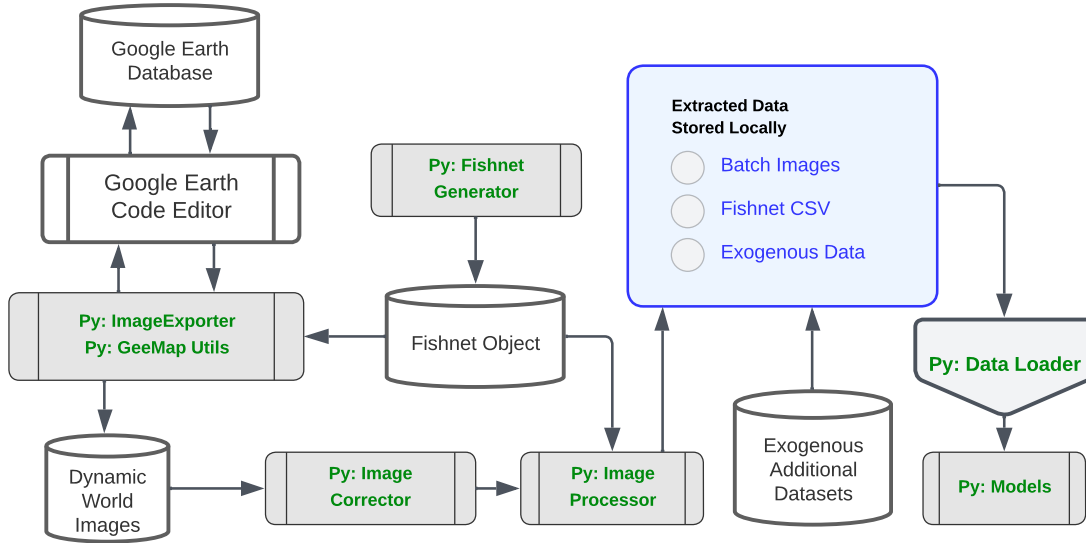 Google Earth
Database
Google Earth
Code Editor
Py: ImageExporter
Py: GeeMap Utils
Dynamic
World
Images
Py: Fishnet
Generator
Fishnet Object
Py: Image
Corrector
Py: Image
Processor
Extracted Data
Stored Locally
Batch Images
Fishnet CSV
Exogenous Data
Exogenous
Additional
Datasets
Py: Data Loader
Py: Models